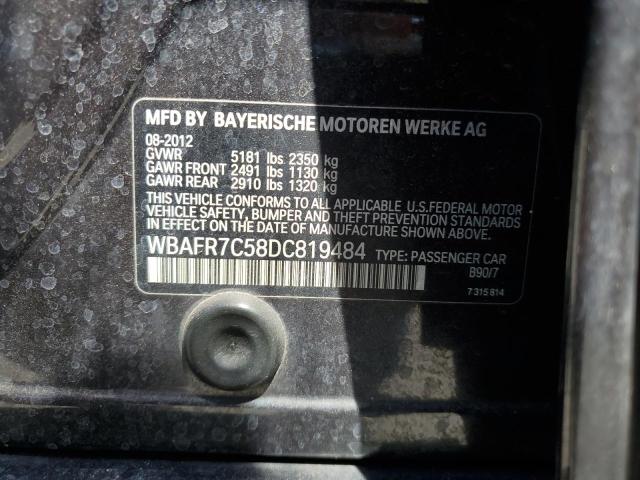 MFD BY BAYERISCHE MOTOREN WERKE AG
08-2012
GVWR 5181 lbs 2350 kg
GAWR FRONT 2491 lbs 1130 kg
GAWR REAR 2910 lbs 1320 kg
THIS VEHICLE CONFORMS TO ALL APPLICABLE U.S.FEDERAL MOTOR
VEHICLE SAFETY, BUMPER AND THEFT PREVENTION STANDARDS
IN EFFECT ON THE DATE OF MANUFACTURE SHOWN ABOVE.
WBAFR7C58DC819484 TYPE: PASSENGER CAR
B90/7
7 315 814